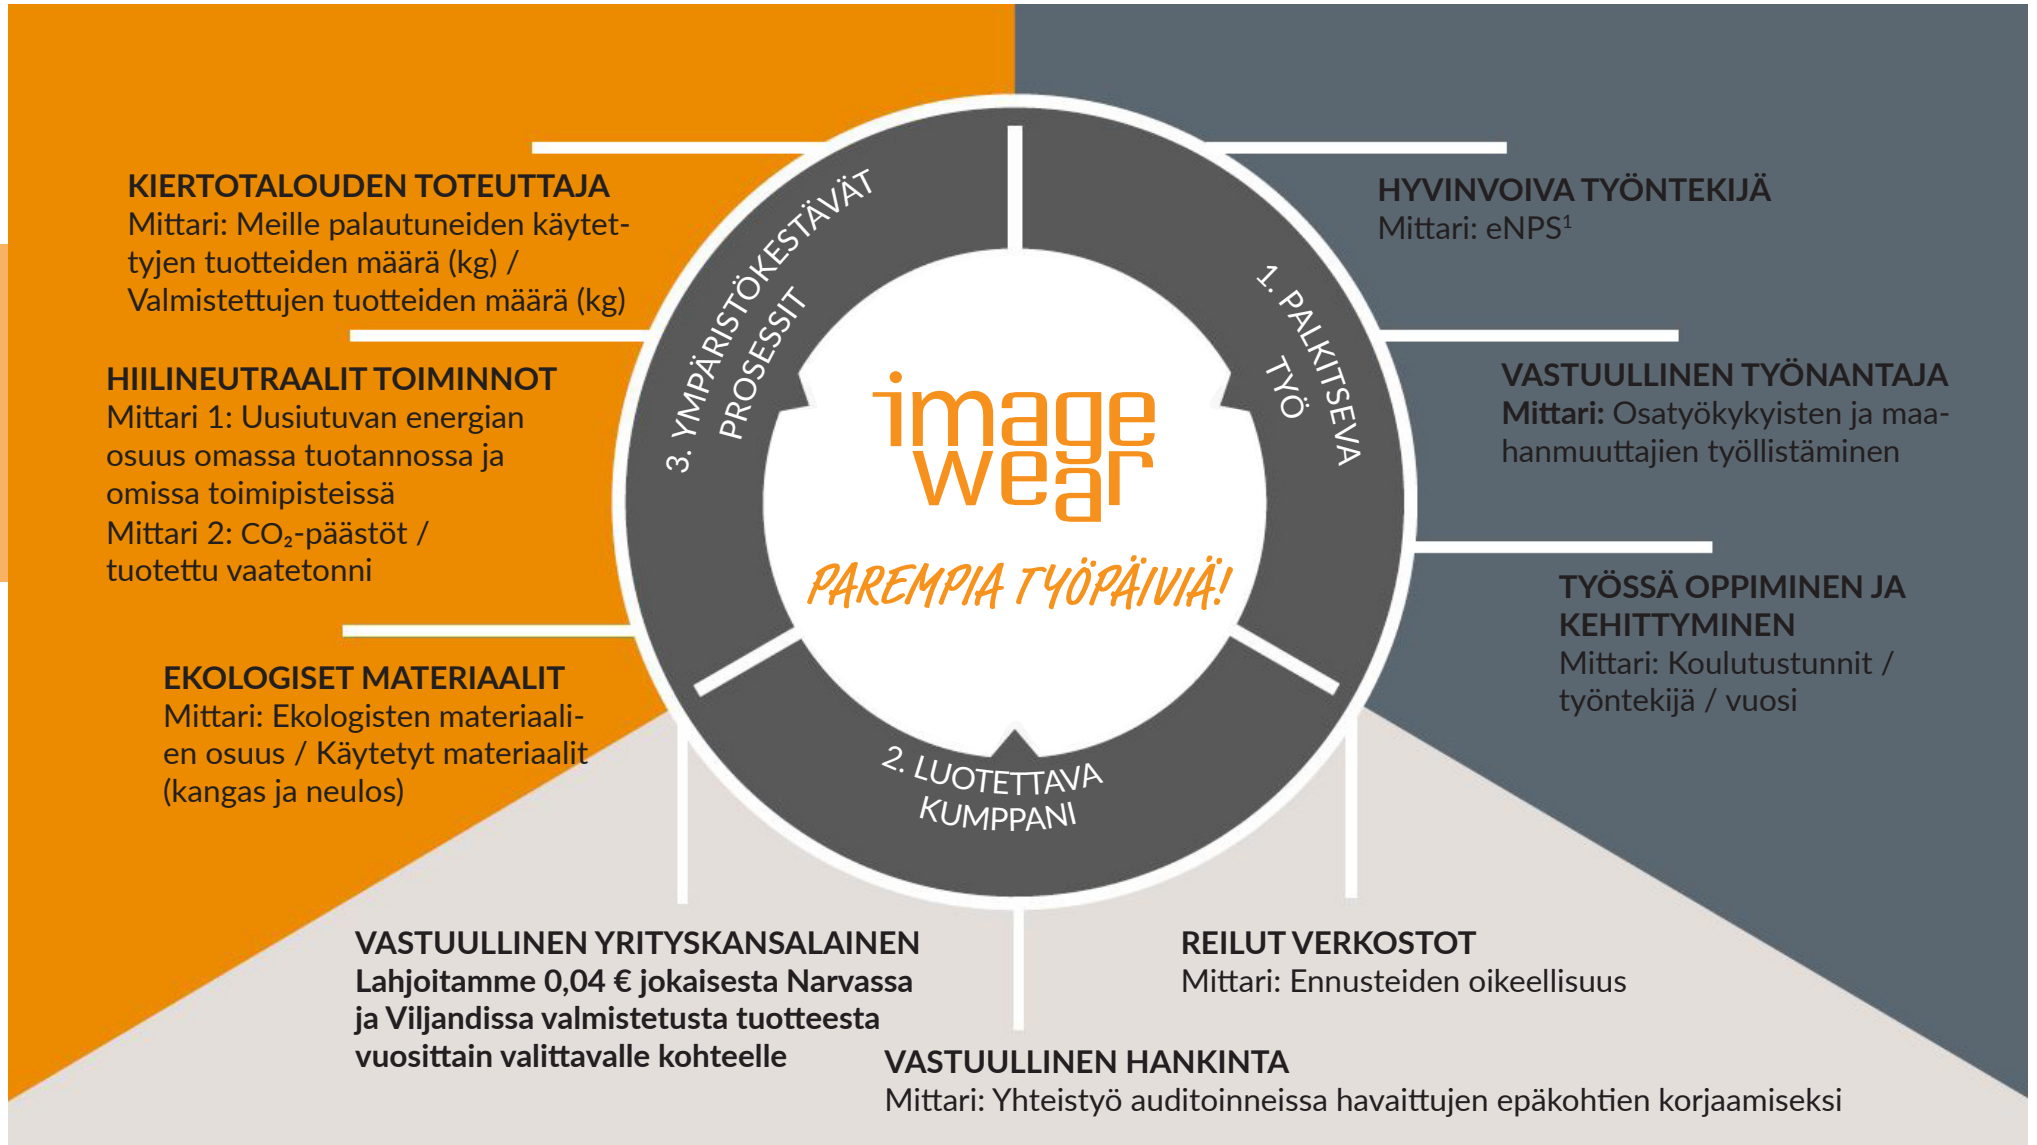 KIERTOTALOUDEN TOTEUTTAJA
Mittari: Meille palautuneiden käytet-
tyjen tuotteiden määrä (kg) /
Valmistettujen tuotteiden määrä (kg)
HIILINEUTRAALIT TOIMINNOT
Mittari 1: Uusiutuvan energian
osuus omassa tuotannossa ja
omissa toimipisteissä
Mittari 2: CO₂-päästöt /
tuotettu vaatetonni
EKOLOGISET MATERIAALIT
Mittari: Ekologisten materiaali-
en osuus / Käytetyt materiaalit
(kangas ja neulos)
3. YMPÄRISTÖKESTÄVÄT
PROSESSIT
image
wear
PAREMPIA TYÖPÄIVIÄ!
1. PALKITSEVA
TYÖ
2. LUOTETTAVA
KUMPPANI
HYVINVOIVA TYÖNTEKIJÄ
Mittari: eNPS¹
VASTUULLINEN TYÖNANTAJA
Mittari: Osatyökykyisten ja maa-
hanmuuttajien työllistäminen
TYÖSSÄ OPPIMINEN JA
KEHITTYMINEN
Mittari: Koulutustunnit /
työntekijä / vuosi
VASTUULLINEN YRITYSKANSALAINEN
Lahjoitamme 0,04 € jokaisesta Narvassa
ja Viljandissa valmistetusta tuotteesta
vuosittain valittavalle kohteelle
REILUT VERKOSTOT
Mittari: Ennusteiden oikeellisuus
VASTUULLINEN HANKINTA
Mittari: Yhteistyö auditoinneissa havaittujen epäkohtien korjaamiseksi